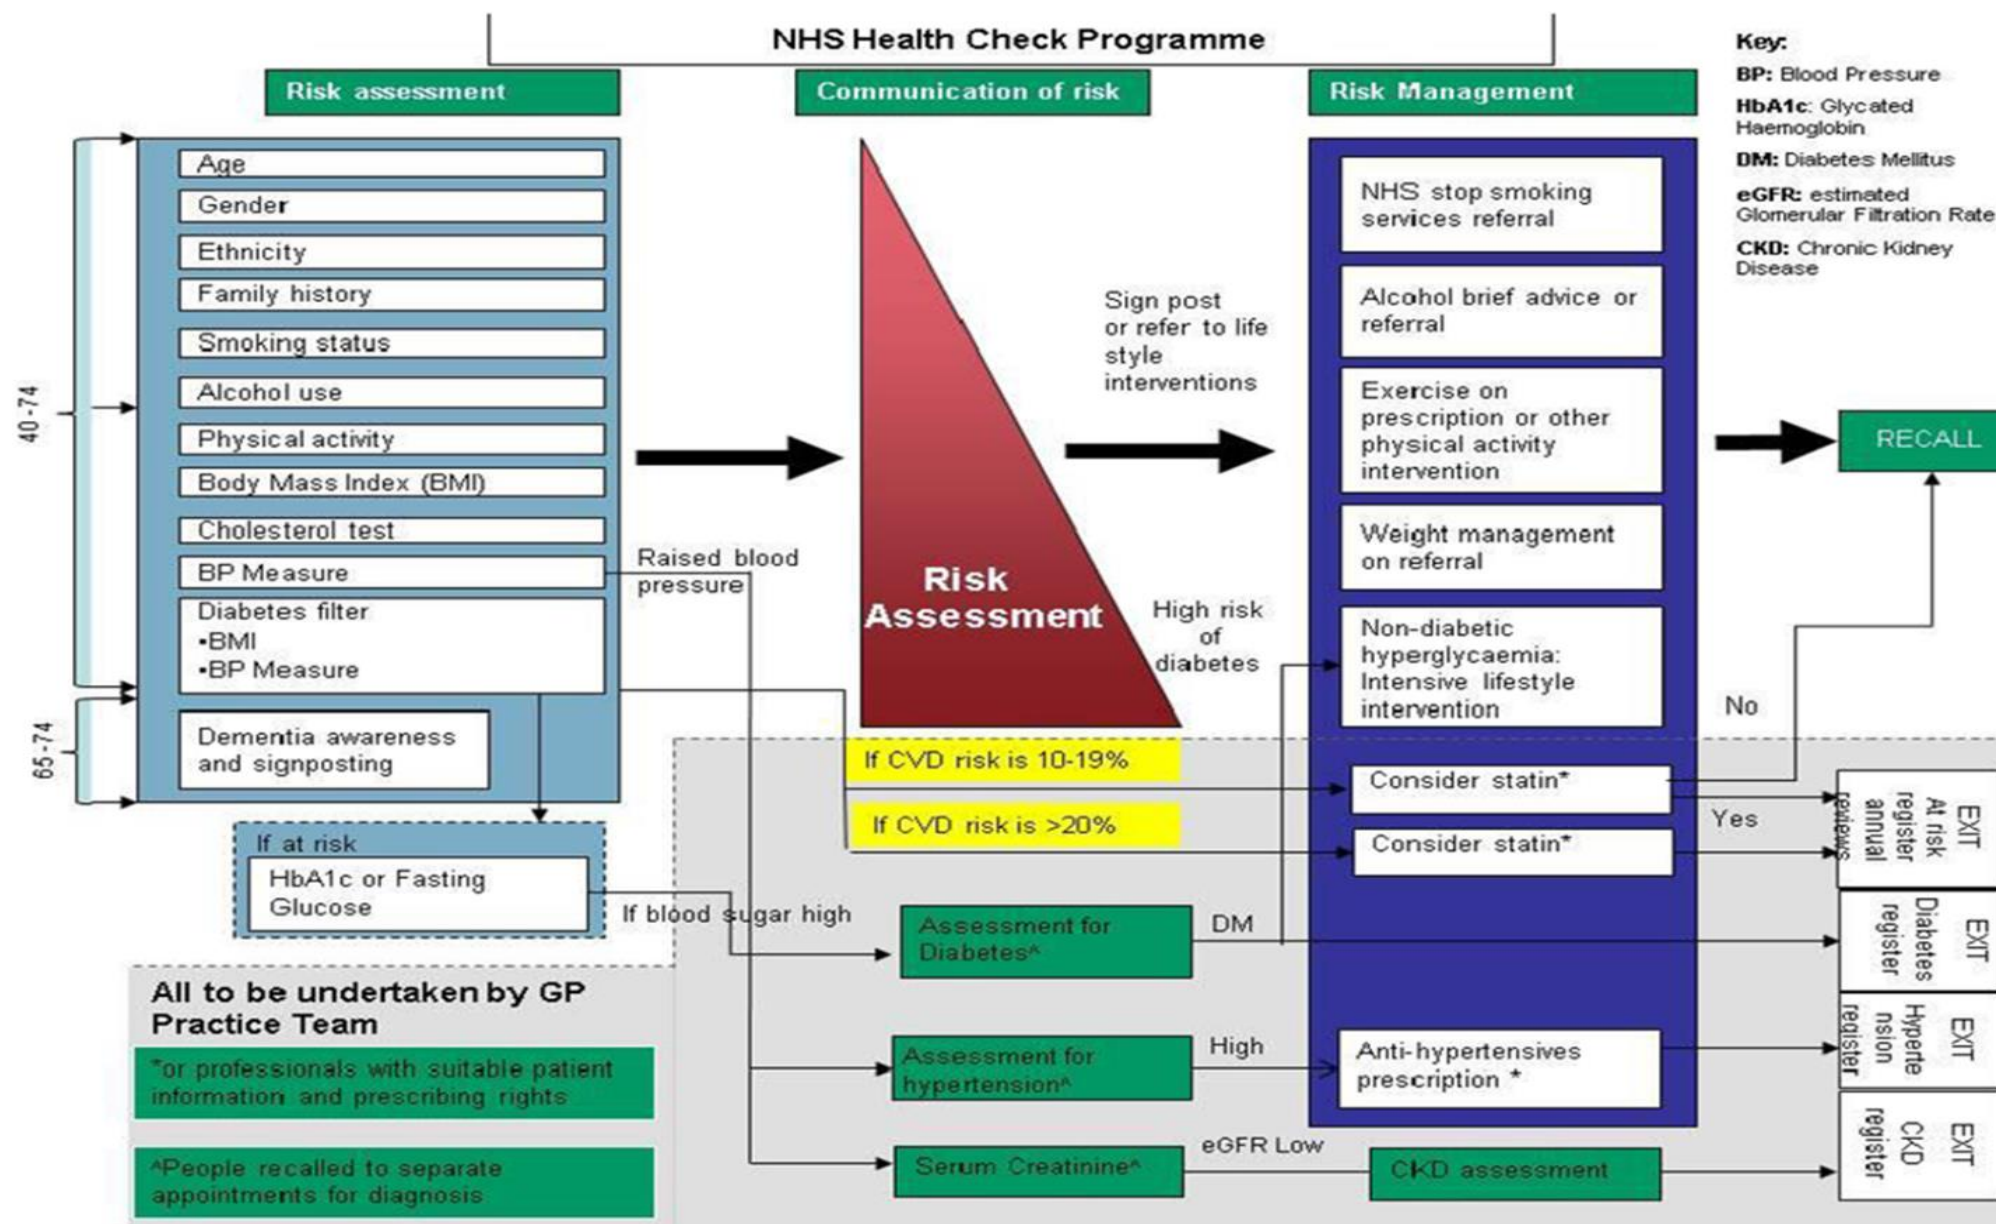 NHS Health Check Programme
Risk assessment
Communication of risk
Risk Management
Key:
BP: Blood Pressure
HbA1c: Glycated
Haemoglobin
DM: Diabetes Mellitus
eGFR: estimated
Glomerular Filtration Rate
CKD: Chronic Kidney
Disease
40-74
65-74
Age
Gender
Ethnicity
Family history
Smoking status
Alcohol use
Physical activity
Body Mass Index (BMI)
Cholesterol test
BP Measure
Diabetes filter
▪BMI
▪BP Measure
Dementia awareness
and signposting
If at risk
HbA1c or Fasting
Glucose
Raised blood
pressure
If blood sugar high
Risk
Assessment
Sign post
or refer to life
style
interventions
High risk
of
diabetes
If CVD risk is 10-19%
If CVD risk is >20%
Assessment for
Diabetes^
DM
Assessment for
hypertension^
High
Serum Creatinine^
eGFR Low
NHS stop smoking
services referral
Alcohol brief advice or
referral
Exercise on
prescription or other
physical activity
intervention
Weight management
on referral
Non-diabetic
hyperglycaemia:
Intensive lifestyle
intervention
Consider statin*
Consider statin*
Anti-hypertensives
prescription *
CKD assessment
RECALL
No
Yes
EXIT
At risk
register
annual
reviews
EXIT
Diabetes
register
EXIT
Hyperte
nsion
register
EXIT
CKD
register
All to be undertaken by GP
Practice Team
*or professionals with suitable patient
information and prescribing rights
^People recalled to separate
appointments for diagnosis